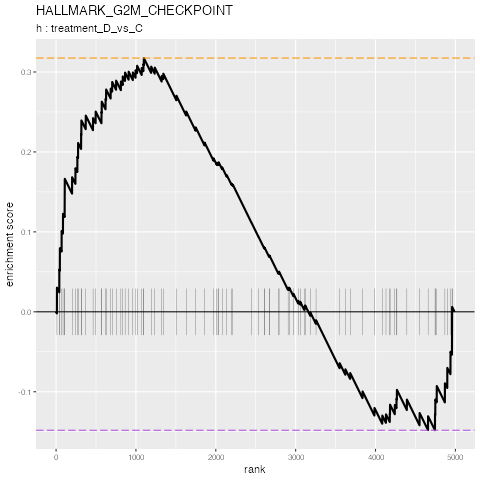 HALLMARK_G2M_CHECKPOINT
h : treatment_D_vs_C
enrichment score
0.3
0.2
0.1
0.0
-0.1
0
1000
2000
3000
4000
5000
rank